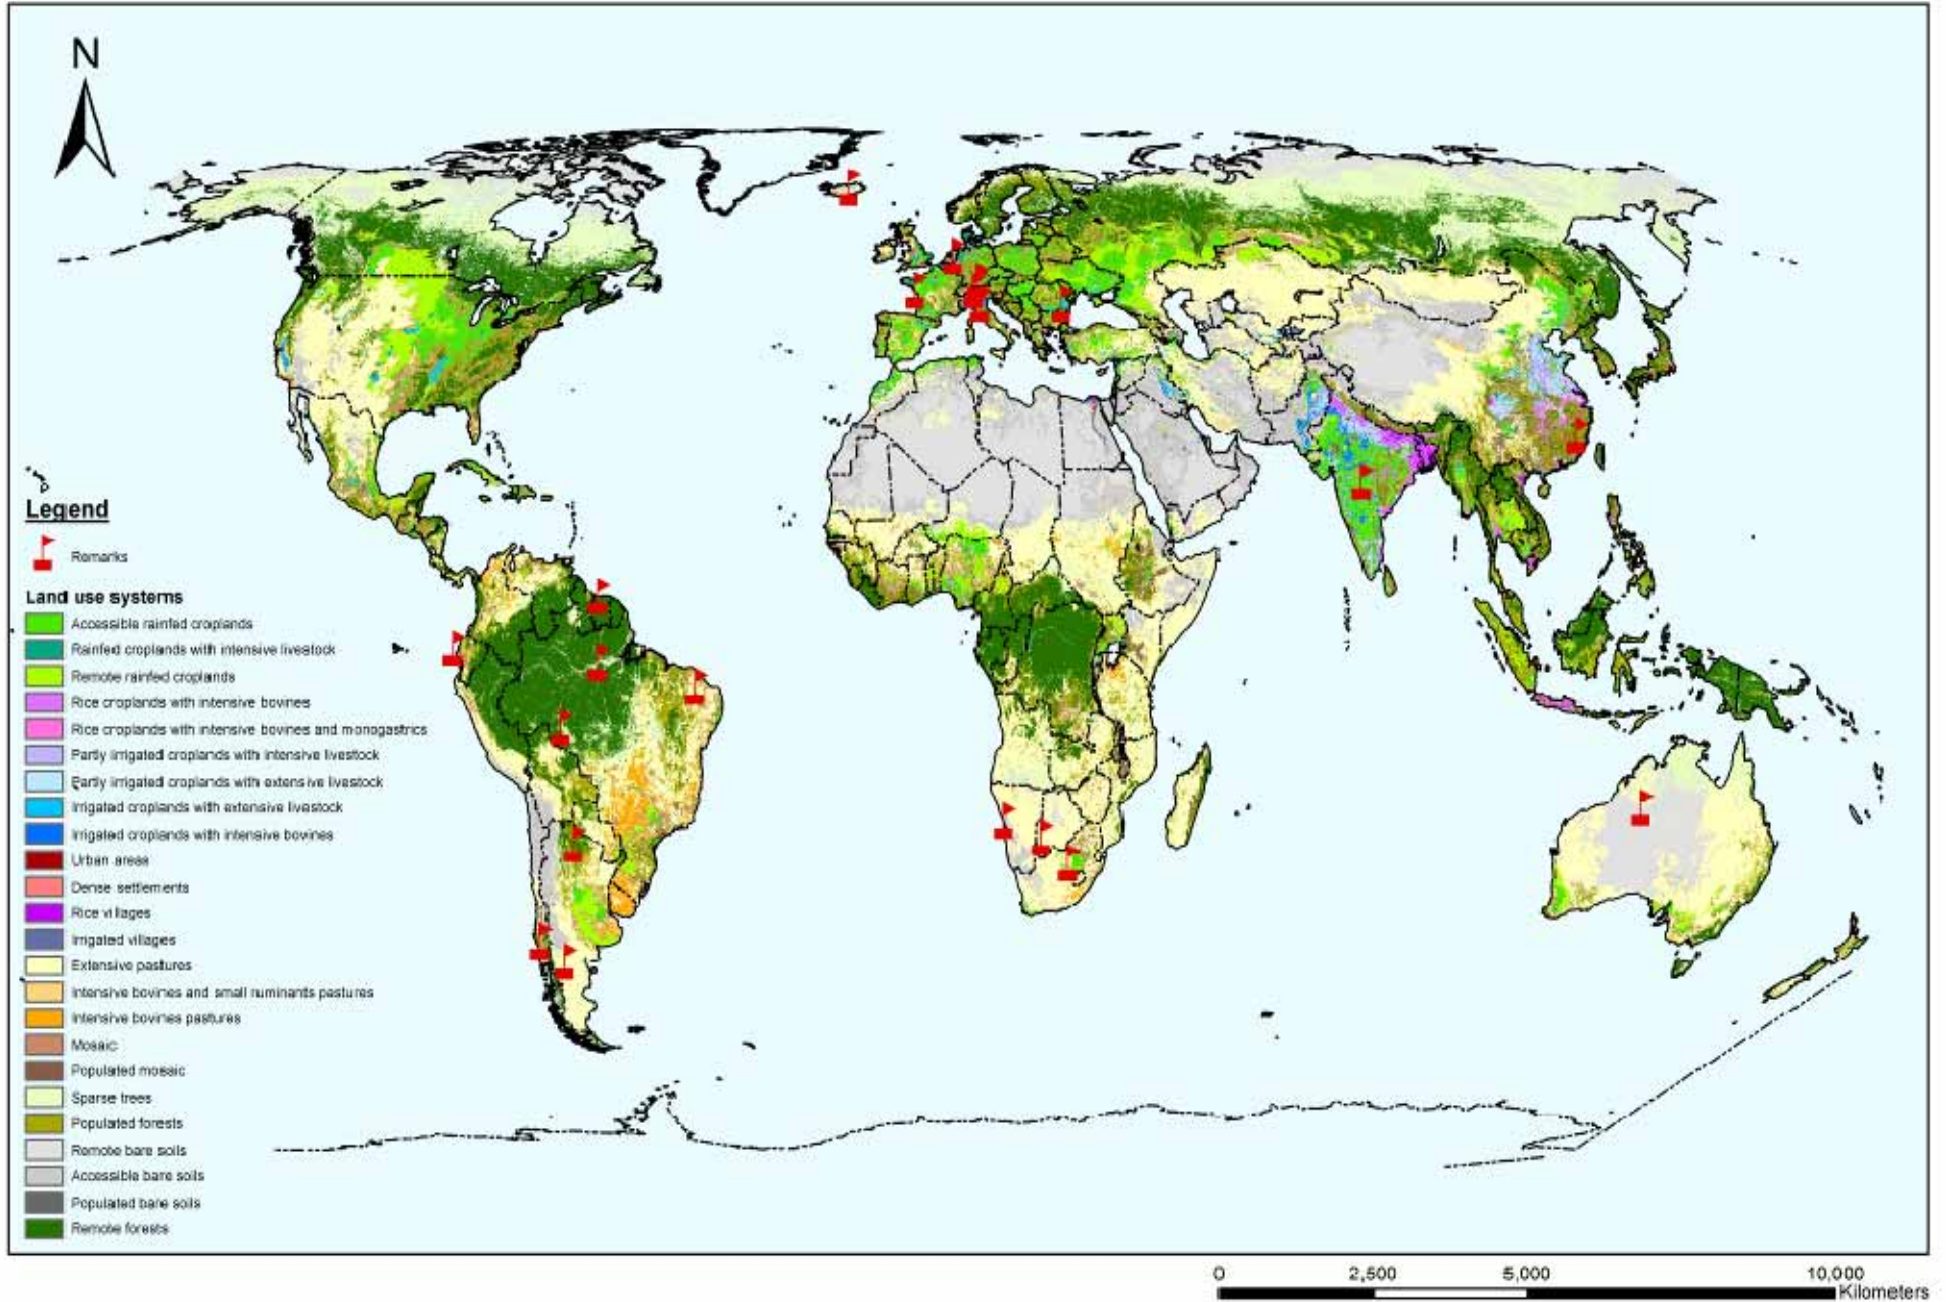 N
Legend
Remarks
Land use systems
Accessible rainfed croplands
Rainfed croplands with intensive livestock
Remote rainfed croplands
Rice croplands with intensive bovines
Rice croplands with intensive bovines and monogastrics
Partly irrigated croplands with intensive livestock
Partly irrigated croplands with extensive livestock
Irrigated croplands with extensive livestock
Irrigated croplands with intensive bovines
Urban areas
Dense settlements
Rice villages
Irrigated villages
Extensive pastures
Intensive bovines and small ruminants pastures
Intensive bovines pastures
Mosaic
Populated mosaic
Sparse trees
Populated forests
Remote bare soils
Accessible bare soils
Populated bare soils
Remote forests
0 2,500 5,000 10,000
Kilometers